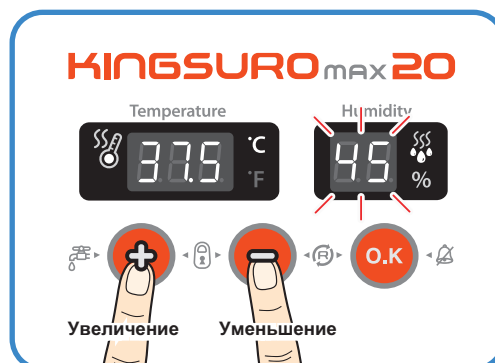 KINGSURO max 20
Temperature Humidity
37.5 °C 45
°F %
+ - R O.K
Увеличение Уменьшение